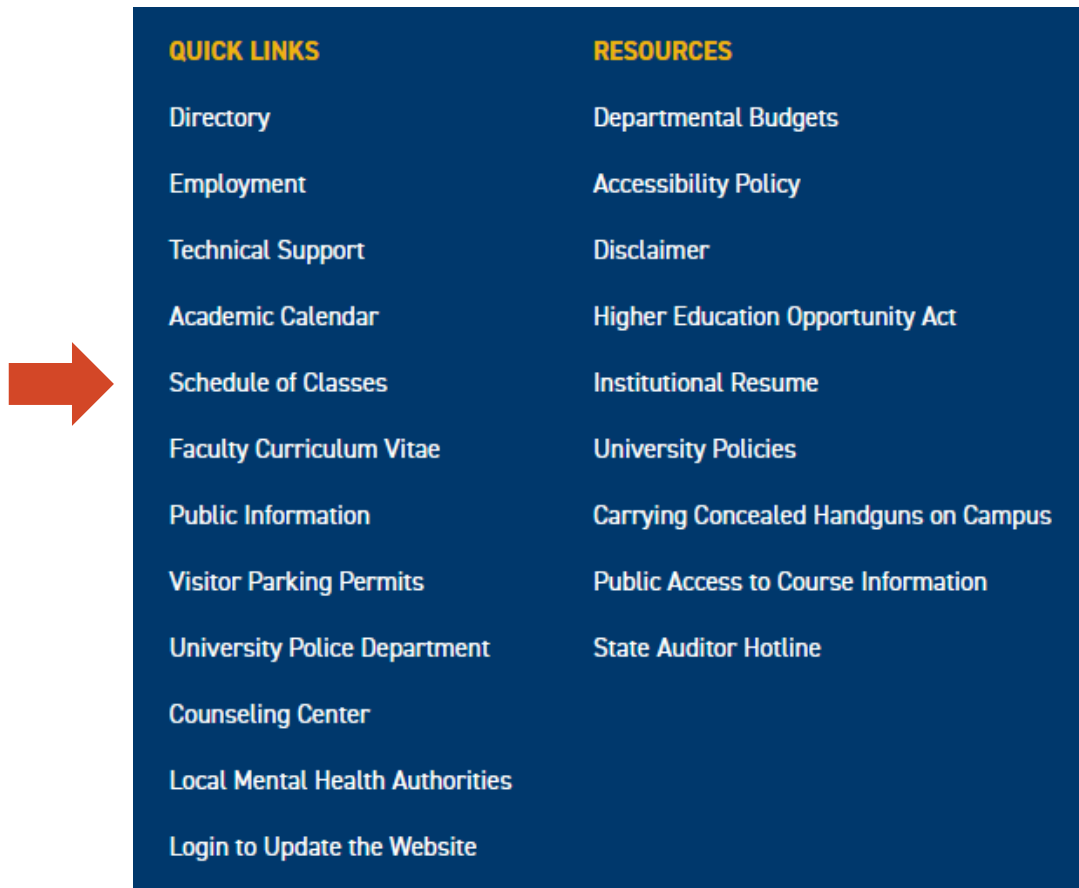 QUICK LINKS
Directory
Employment
Technical Support
Academic Calendar
Schedule of Classes
Faculty Curriculum Vitae
Public Information
Visitor Parking Permits
University Police Department
Counseling Center
Local Mental Health Authorities
Login to Update the Website
RESOURCES
Departmental Budgets
Accessibility Policy
Disclaimer
Higher Education Opportunity Act
Institutional Resume
University Policies
Carrying Concealed Handguns on Campus
Public Access to Course Information
State Auditor Hotline